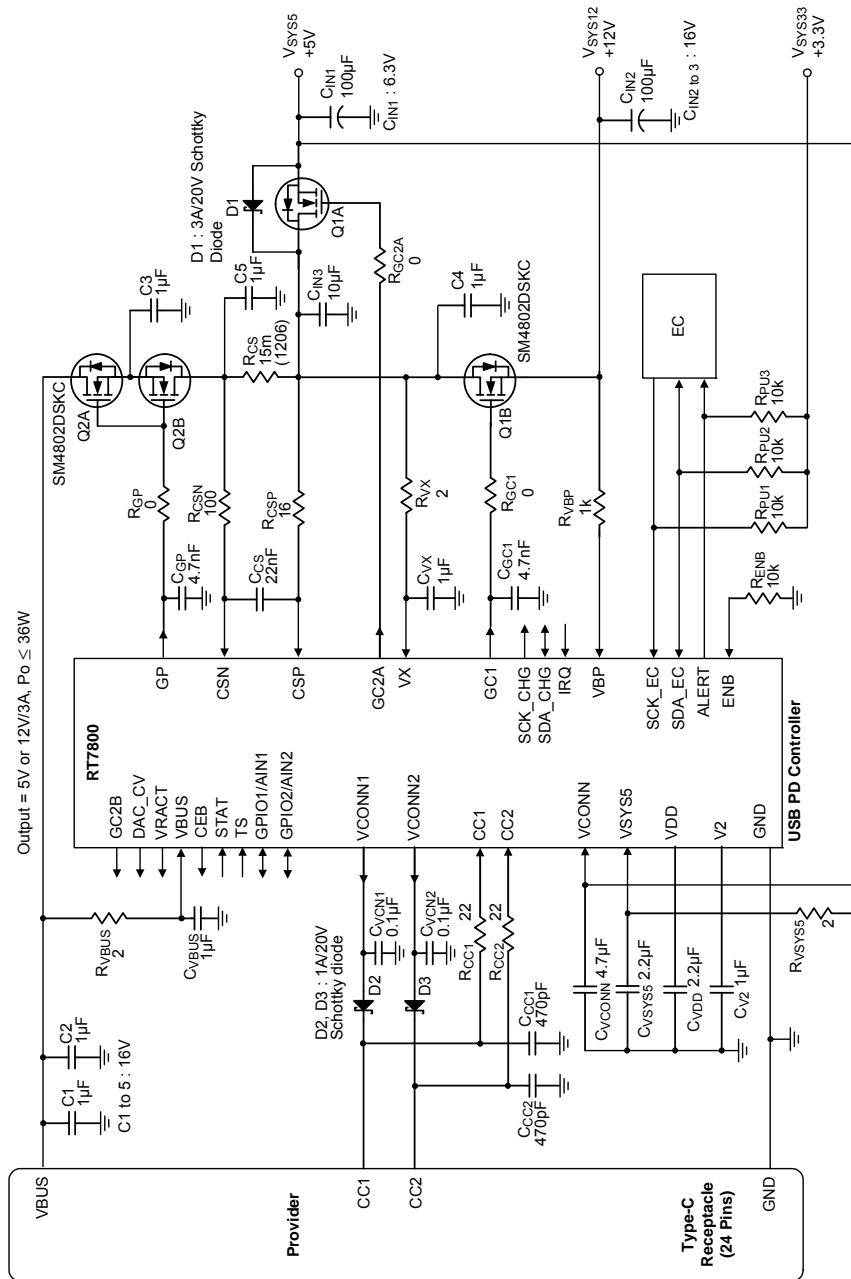 Output = 5V or 12V/3A, Po ≤ 36W
VBUS
C1
1µF
C2
1µF
C1 to 5 : 16V
RVBUS
2
CVBUS
1µF
SM4802DSKC
Q2A
Q2B
C3
1µF
RGP
0
CGP
4.7nF
RCSN
100
CCS
22nF
RCSP
16
RCS
15m
(1206)
C5
1µF
CIN3
10µF
D1 : 3A/20V Schottky
Diode
D1
Q1A
RGC2A
0
CIN1
100µF
CIN1 : 6.3V
VSYS5
+5V
RVX
2
CVX
1µF
C4
1µF
SM4802DSKC
Q1B
RGC1
0
CGC1
4.7nF
RVBP
1k
CIN2
100µF
CIN2 to 3 : 16V
VSYS12
+12V
EC
RPU1
10k
RPU2
10k
RPU3
10k
RENB
10k
VSYS33
+3.3V
RT7800
GP
CSN
CSP
GC2A
VX
GC1
SCK_CHG
SDA_CHG
IRQ
VBP
SCK_EC
SDA_EC
ALERT
ENB
GC2B
DAC_CV
VRACT
VBUS
CEB
STAT
TS
GPIO1/AIN1
GPIO2/AIN2
VCONN1
VCONN2
CC1
CC2
VCONN
VSYS5
VDD
V2
GND
USB PD Controller
D2, D3 : 1A/20V
Schottky diode
D2
CVCN1
0.1µF
D3
CVCN2
0.1µF
RCC1
22
RCC2
22
CCC1
470pF
CCC2
470pF
CVCONN 4.7µF
CVSYS5 2.2µF
CVDD 2.2µF
CV2 1µF
RVSYS5
2
Provider
CC1
CC2
Type-C
Receptacle
(24 Pins)
GND